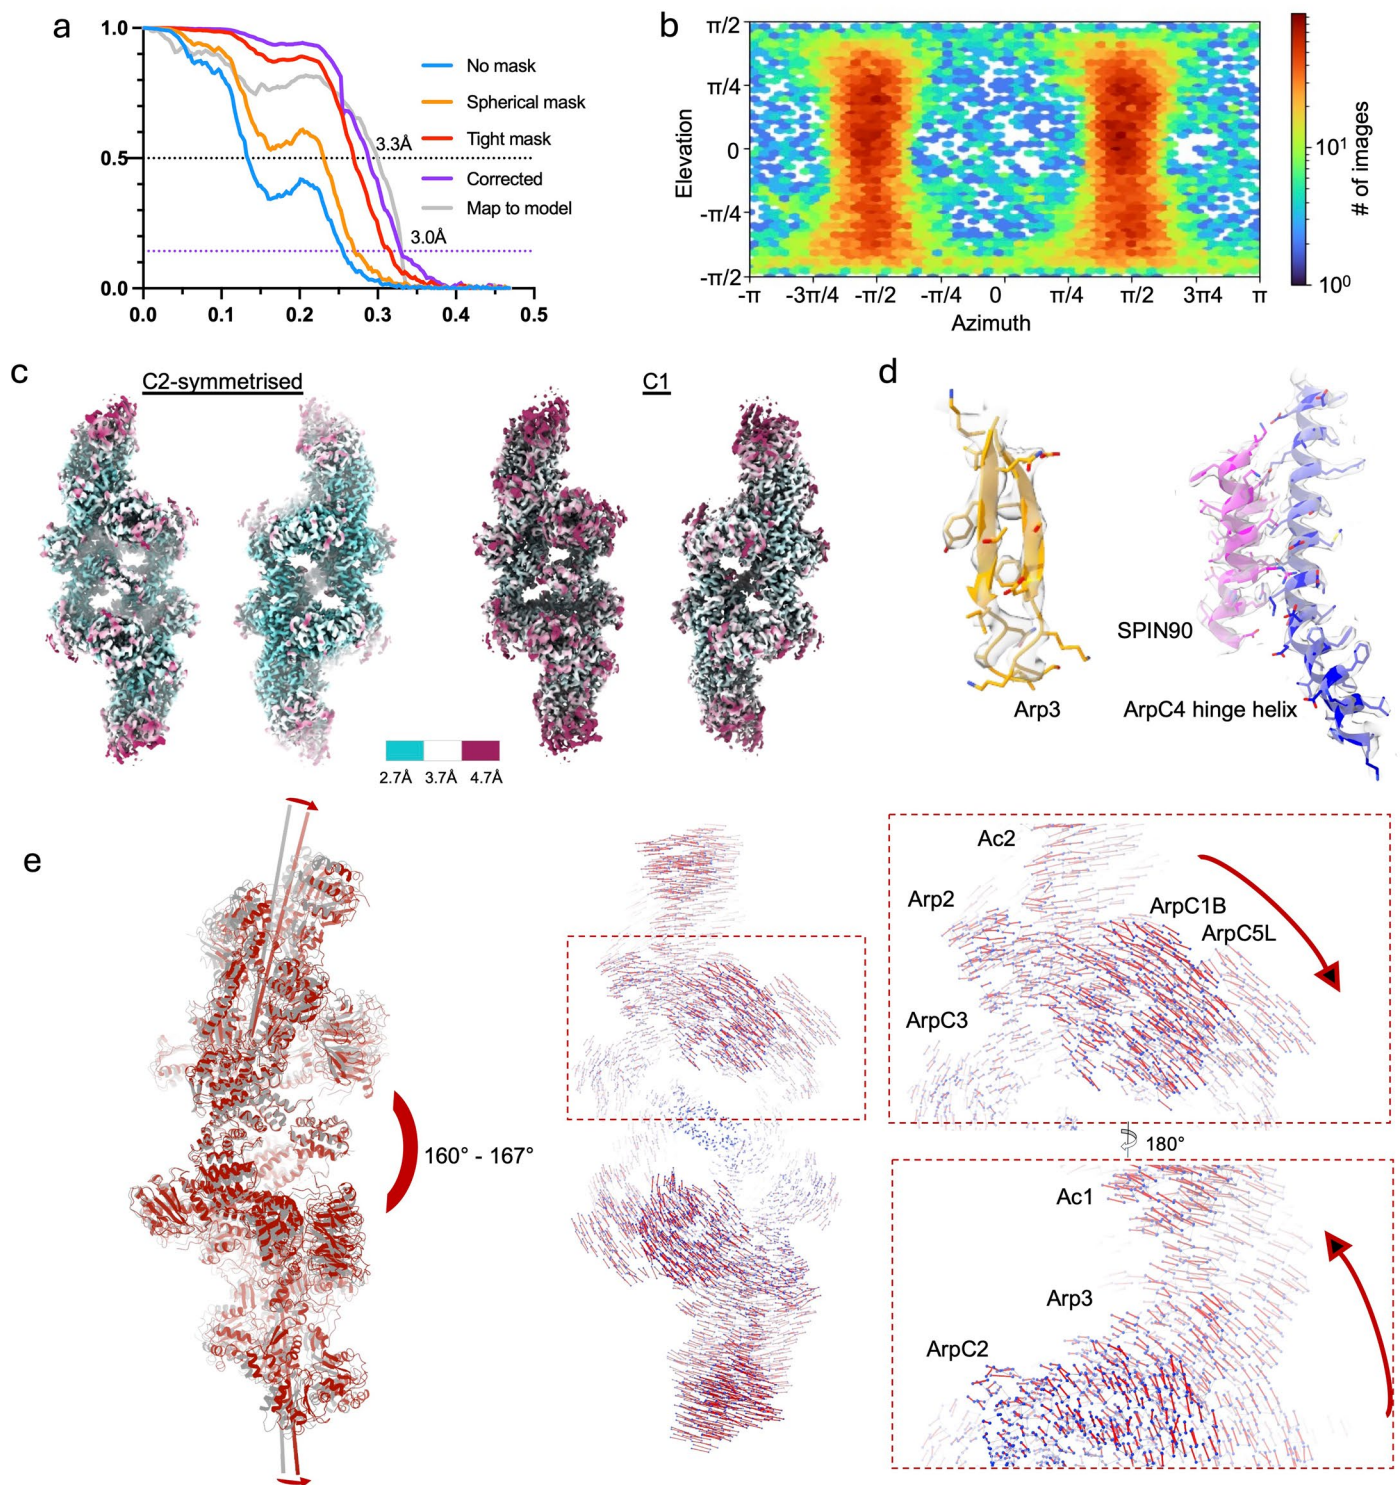 a
1.0
0.5
0.0
0.0 0.1 0.2 0.3 0.4 0.5
No mask
Spherical mask
Tight mask
Corrected
Map to model
3.3Å
3.0Å
b
π/2
π/4
0
-π/4
-π/2
Elevation
-π -3π/4 -π/2 -π/4 0 π/4 π/2 3π4 π
Azimuth
10¹
10⁰
# of images
c
C2-symmetrised
C1
2.7Å 3.7Å 4.7Å
d
SPIN90
Arp3
ArpC4 hinge helix
e
160° - 167°
Ac2
Arp2
ArpC1B
ArpC5L
ArpC3
180°
Ac1
Arp3
ArpC2